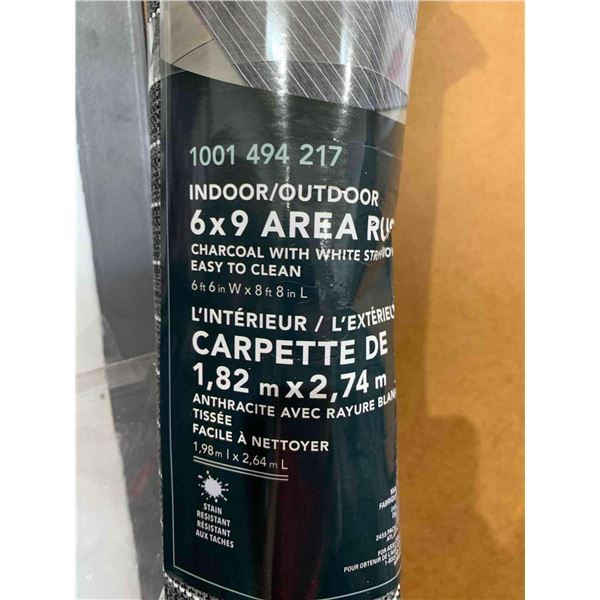 1001 494 217
INDOOR/OUTDOOR
6x9 AREA
CHARCOAL WITH WHITE
EASY TO CLEAN
6 ft 6 in W x 8 ft 8 in L
L'INTÉRIEUR /
CARPETTE DE
1,82 m x 2,74 m
ANTHRACITE AVEC RAYURE
TISSÉE
FACILE À NETTOYER
1,98m l x 2,64 m L
STAIN
RESISTANT
RÉSISTANT
AUX TACHES